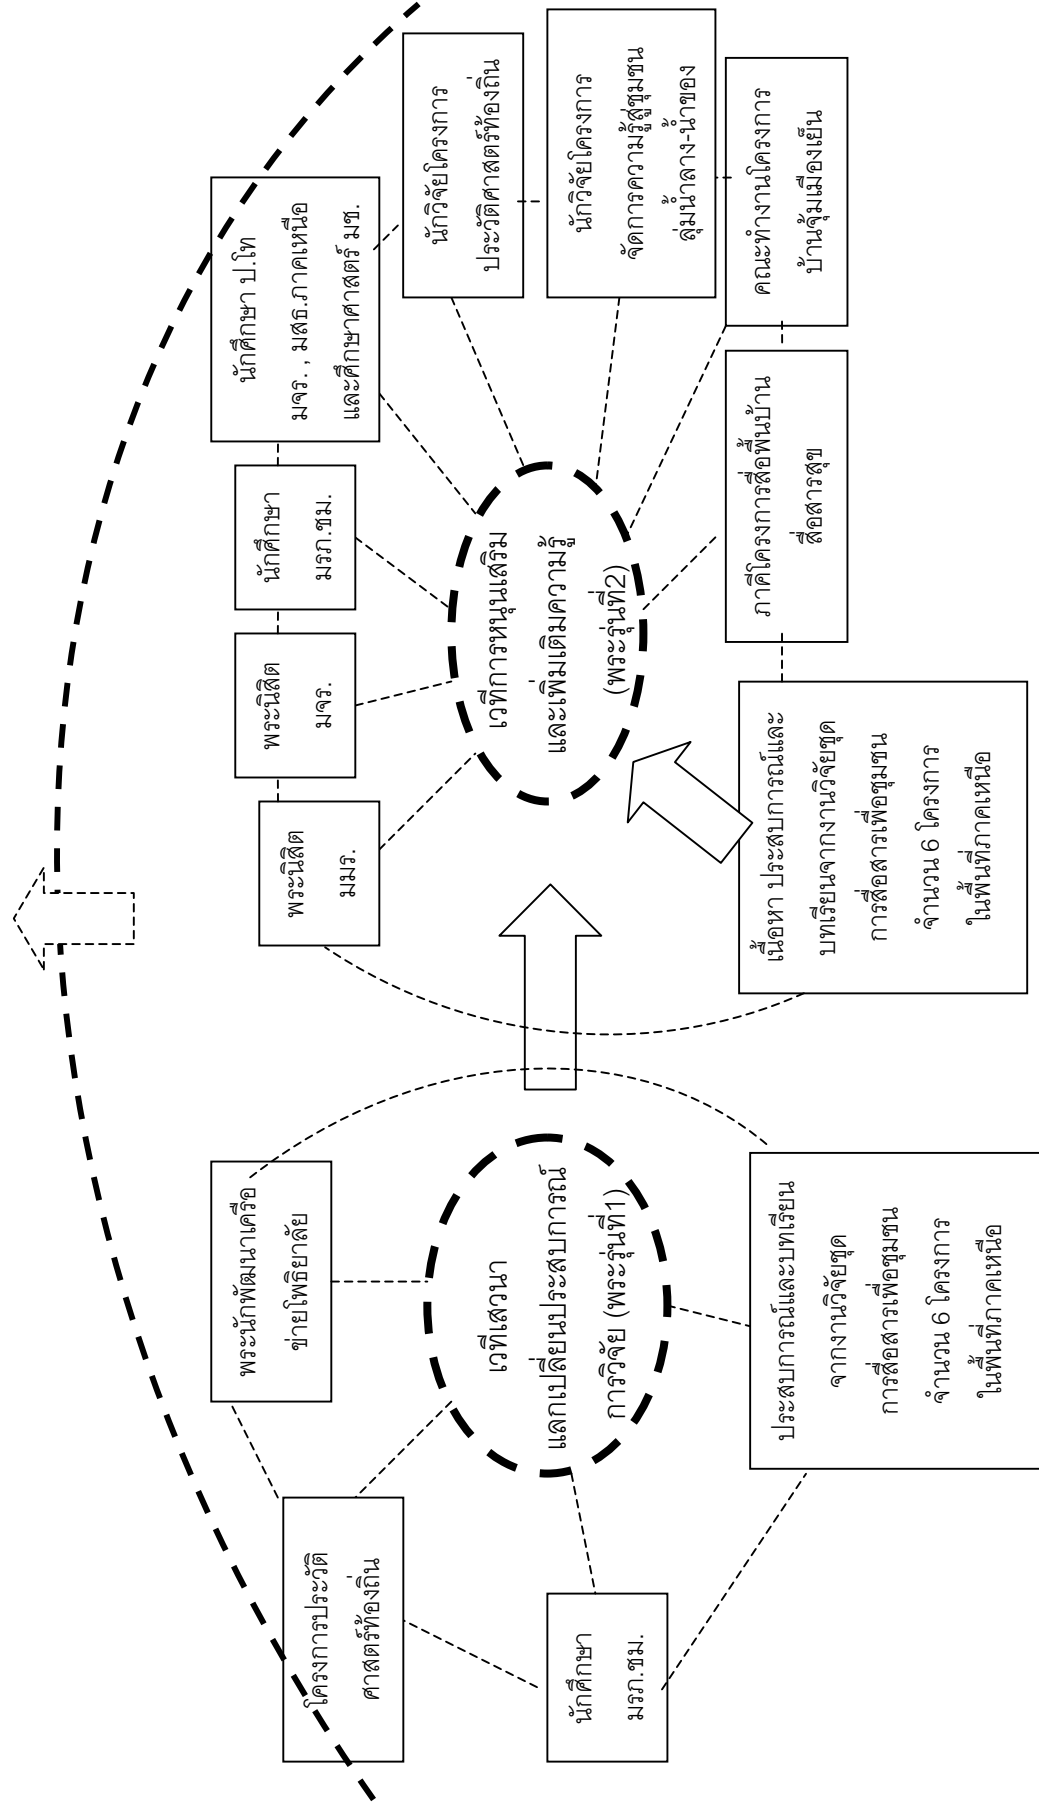 โครงการประวัติ
ศาสตร์ท้องถิ่น
พระนักพัฒนาเครือ
ข่ายโพธิยาลัย
เวทีเสวนา
แลกเปลี่ยนประสบการณ์
การวิจัย (พระรุ่นที่1)
นักศึกษา
มรภ.ชม.
ประสบการณ์และบทเรียน
จากงานวิจัยชุด
การสื่อสารเพื่อชุมชน
จำนวน 6 โครงการ
ในพื้นที่ภาคเหนือ
พระนิสิต
มมร.
พระนิสิต
มจร.
นักศึกษา
มรภ.ชม.
นักศึกษา ป.โท
มจร. , มสธ.ภาคเหนือ
และศึกษาศาสตร์ มช.
นักวิจัยโครงการ
ประวัติศาสตร์ท้องถิ่น
นักวิจัยโครงการ
จัดการความรู้สู่ชุมชน
ลุ่มน้ำลาง-น้ำของ
คณะทำงานโครงการ
บ้านจุ้มเมืองเย็น
ภาคีโครงการสื่อพื้นบ้าน
สื่อสารสุข
เวทีการหนุนเสริม
และเพิ่มเติมความรู้
(พระรุ่นที่2)
เนื้อหา ประสบการณ์และ
บทเรียนจากงานวิจัยชุด
การสื่อสารเพื่อชุมชน
จำนวน 6 โครงการ
ในพื้นที่ภาคเหนือ